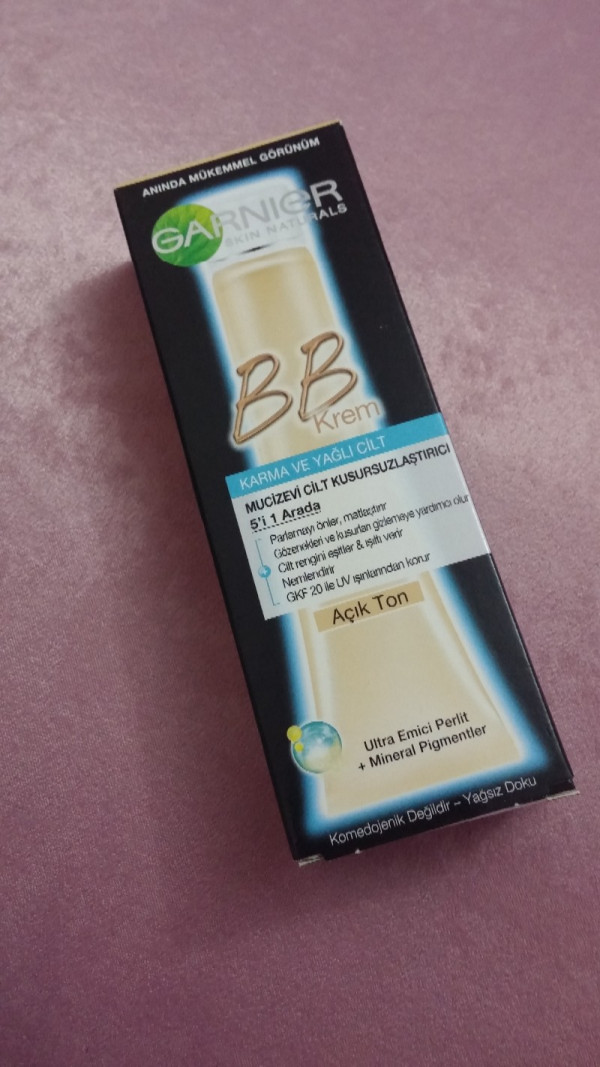 ANINDA MÜKEMMEL GÖRÜNÜM
GARNIER
SKIN NATURALS
BB
Krem
KARMA VE YAĞLI CİLT
MUCİZEVİ CİLT KUSURSUZLAŞTIRICI
5'i 1 Arada
Parlamayı önler, matlaştırır
Gözenekleri ve kusurları gizlemeye yardımcı olur
Cilt rengini eşitler & ışıltı verir
Nemlendirir
GKF 20 ile UV ışınlarından korur
Açık Ton
Ultra Emici Perlit
+ Mineral Pigmentler
Komedojenik Değildir – Yağsız Doku